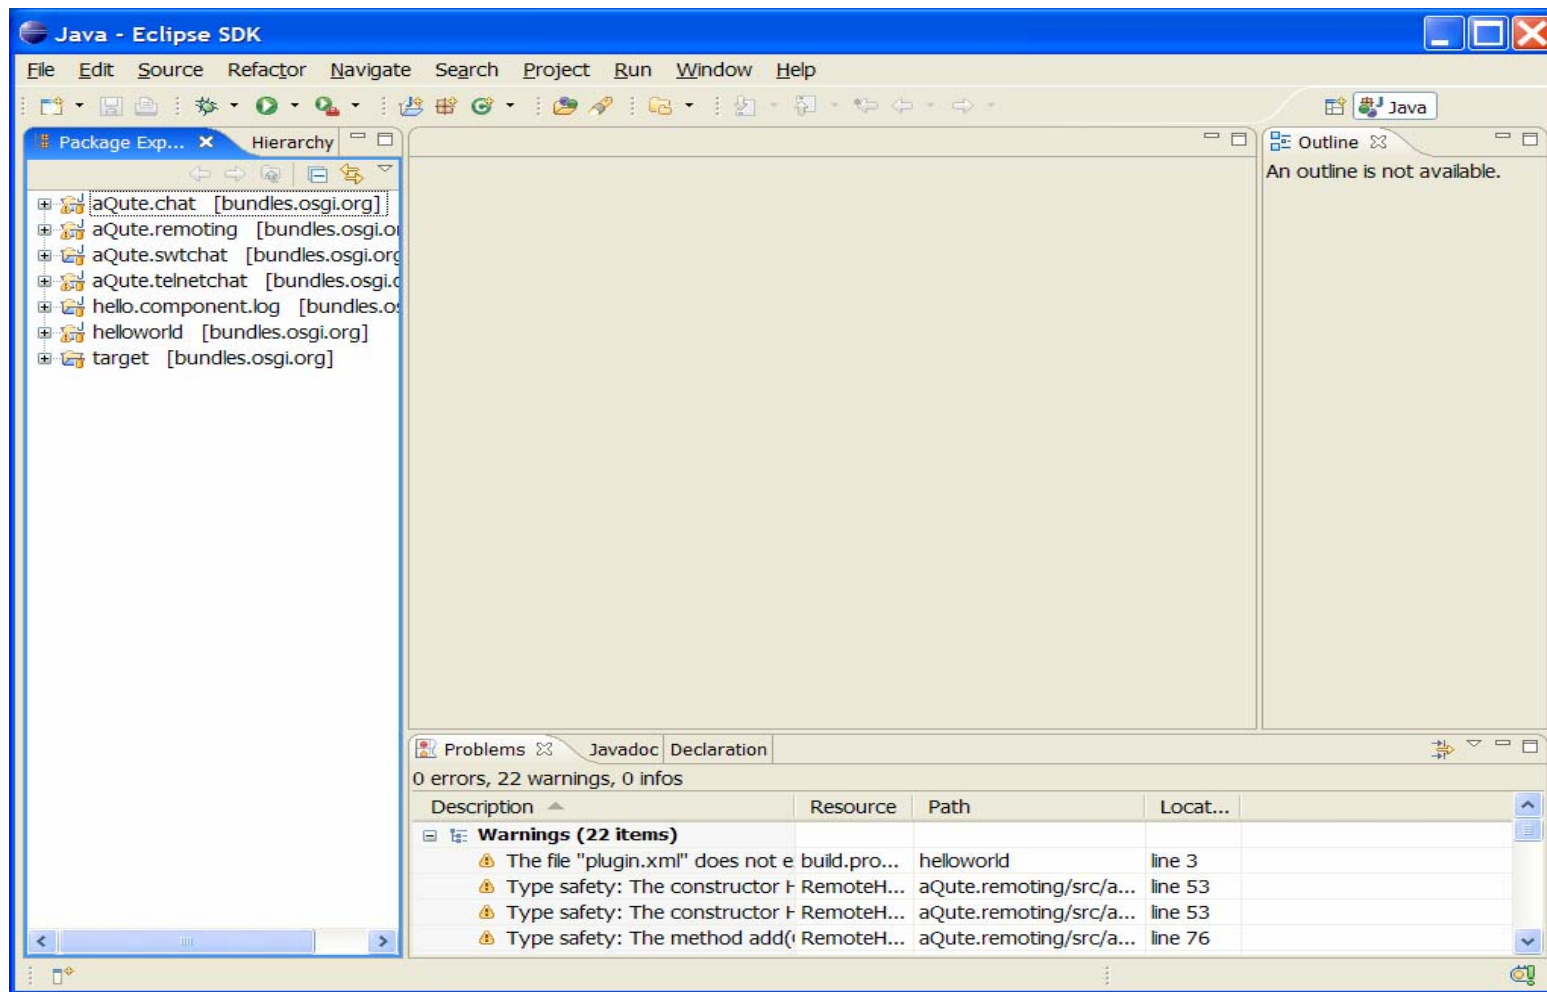 Java - Eclipse SDK
File Edit Source Refactor Navigate Search Project Run Window Help
Java
Package Exp... Hierarchy
Outline
An outline is not available.
aQute.chat [bundles.osgi.org]
aQute.remoting [bundles.osgi.or
aQute.swtchat [bundles.osgi.org
aQute.telnetchat [bundles.osgi.o
hello.component.log [bundles.os
helloworld [bundles.osgi.org]
target [bundles.osgi.org]
Problems Javadoc Declaration
0 errors, 22 warnings, 0 infos
Description Resource Path Locat...
Warnings (22 items)
The file "plugin.xml" does not e build.pro... helloworld line 3
Type safety: The constructor H RemoteH... aQute.remoting/src/a... line 53
Type safety: The constructor H RemoteH... aQute.remoting/src/a... line 53
Type safety: The method add( RemoteH... aQute.remoting/src/a... line 76